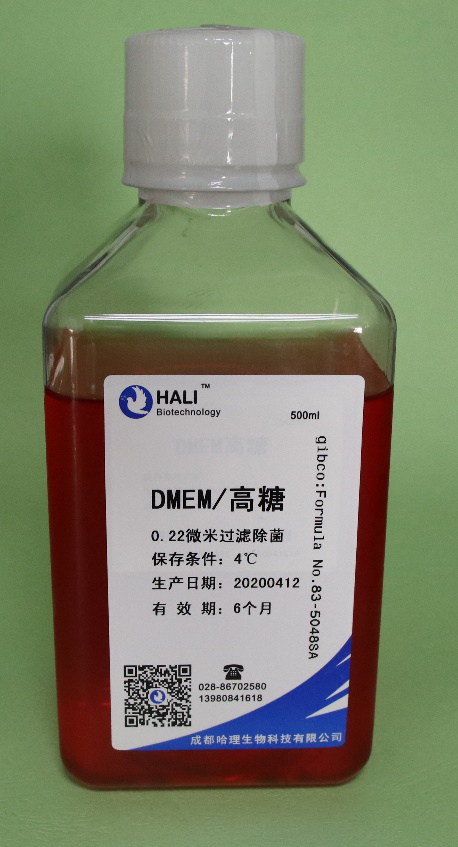 HALI™
Biotechnology
500ml
gibco:Formula No.83-5048SA
DMEM/高糖
0.22微米过滤除菌
保存条件：4℃
生产日期：20200412
有 效 期：6个月
028-86702580
13980841618
成都哈理生物科技有限公司